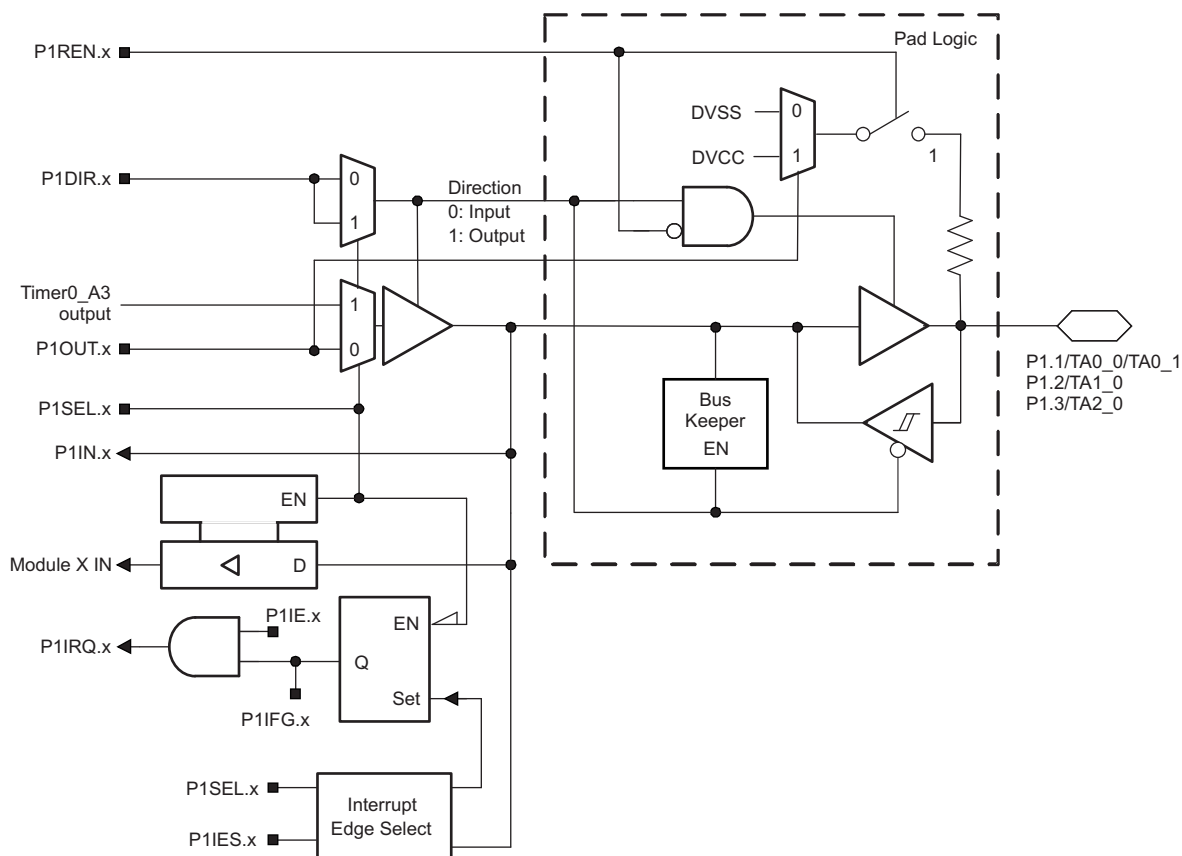 P1REN.x
Pad Logic
DVSS
0
DVCC
1
1
P1DIR.x
0
1
Direction
0: Input
1: Output
Timer0_A3
output
1
P1OUT.x
0
P1.1/TA0_0/TA0_1
P1.2/TA1_0
P1.3/TA2_0
P1SEL.x
Bus
Keeper
EN
P1IN.x
EN
Module X IN
D
P1IE.x
EN
P1IRQ.x
Q
P1IFG.x
Set
P1SEL.x
Interrupt
Edge Select
P1IES.x